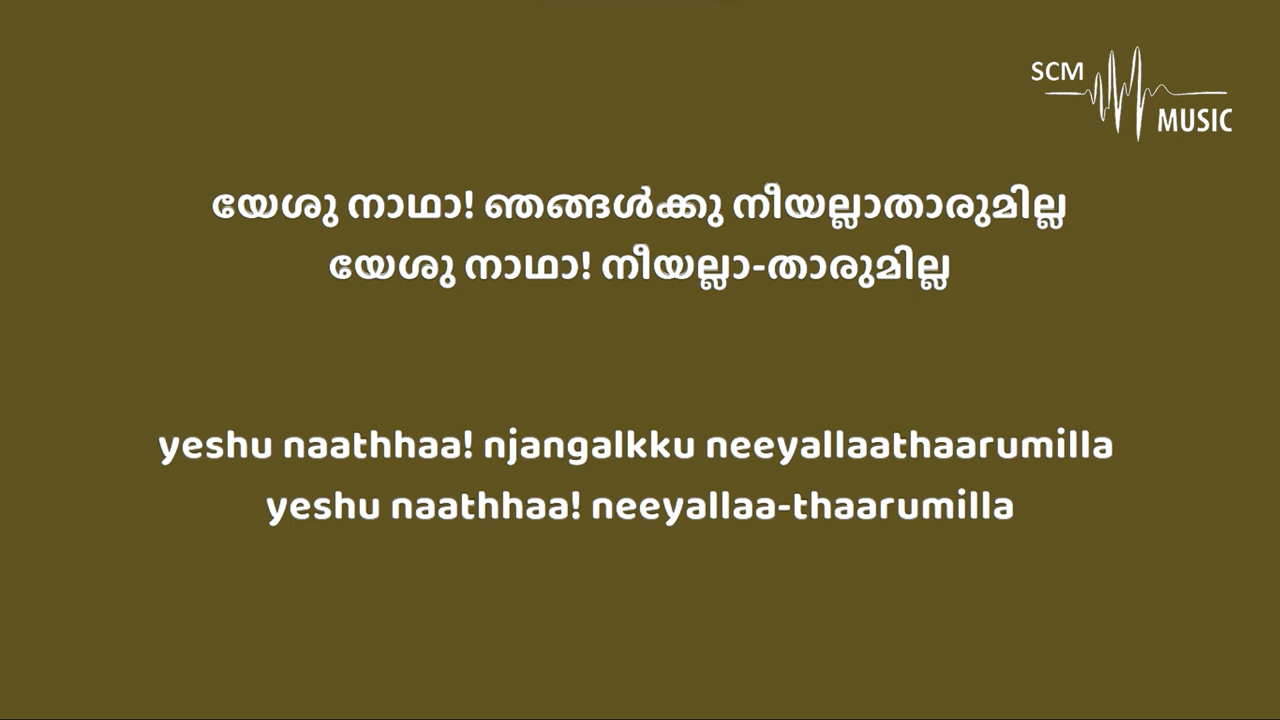 SCM
MUSIC
യേശു നാഥാ! ഞങ്ങൾക്കു നീയല്ലാതാരുമില്ല
യേശു നാഥാ! നീയല്ലാ-താരുമില്ല
yeshu naathhaa! njangalkku neeyallaathaarumilla
yeshu naathhaa! neeyallaa-thaarumilla